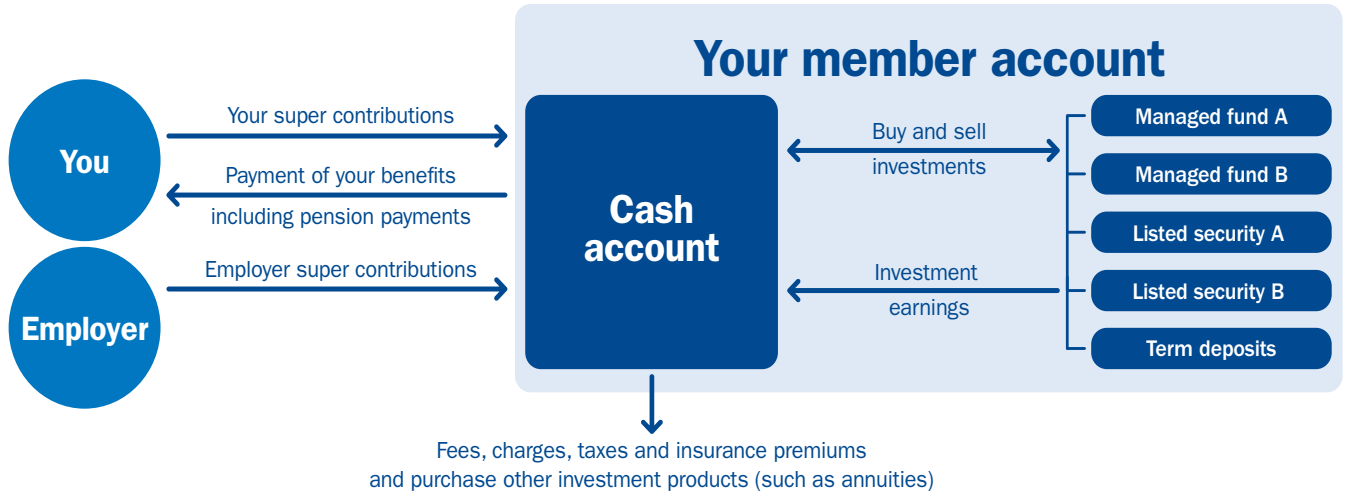 Your member account
You
Your super contributions
Payment of your benefits
including pension payments
Employer
Employer super contributions
Cash
account
Buy and sell
investments
Investment
earnings
Managed fund A
Managed fund B
Listed security A
Listed security B
Term deposits
Fees, charges, taxes and insurance premiums
and purchase other investment products (such as annuities)